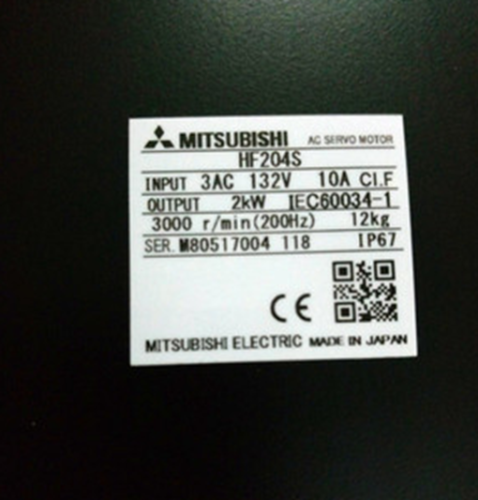 MITSUBISHI AC SERVO MOTOR
HF204S
INPUT 3AC 132V 10A CI.F
OUTPUT 2kW IEC60034-1
3000 r/min(200Hz) 12kg
SER.M80517004 118 IP67
CE
MITSUBISHI ELECTRIC MADE IN JAPAN